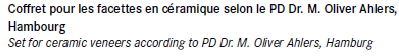 Coffret pour les facettes en céramique selon le PD Dr. M. Oliver Ahlers,
Hambourg
Set for ceramic veneers according to PD Dr. M. Oliver Ahlers, Hamburg